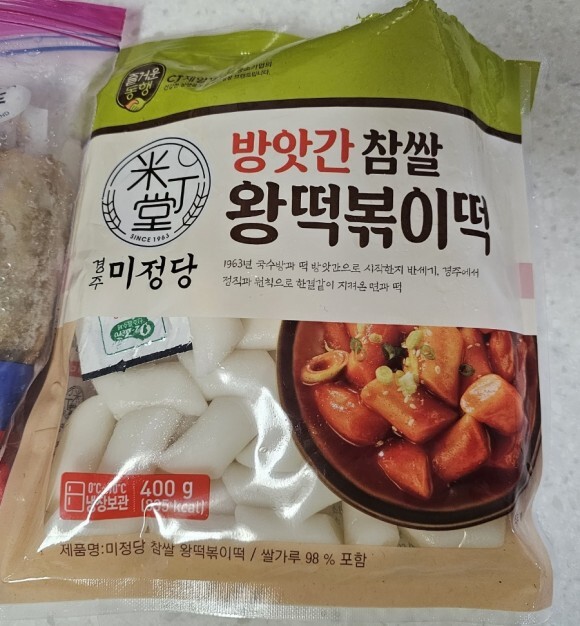 즐거운
동행
방앗간 참쌀
왕떡볶이떡
米丁堂
SINCE 1963
경주 미정당
1963년 국수방과 떡 방앗간으로 시작한지 반세기, 경주에서
정직과 원칙으로 한결같이 지켜온 면과 떡
냉장보관
400 g
제품명:미정당 참쌀 왕떡볶이떡 / 쌀가루 98 % 포함